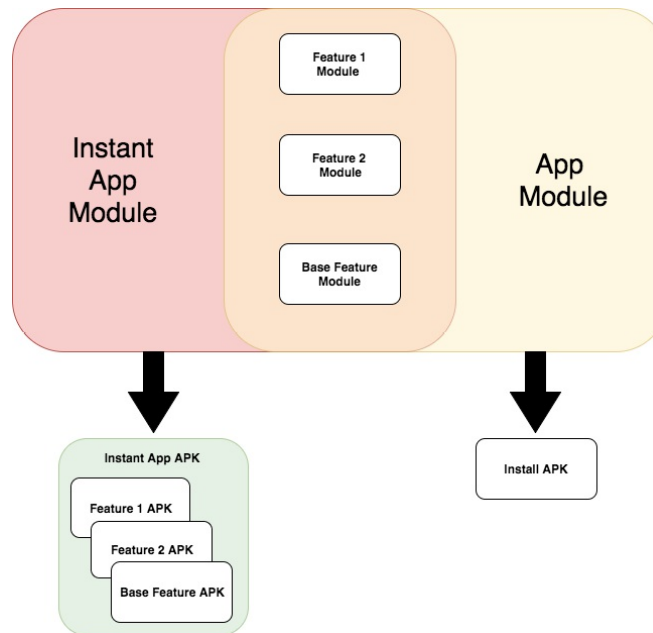 Feature 1
Module
Instant
App
Module
Feature 2
Module
App
Module
Base Feature
Module
Instant App APK
Feature 1 APK
Feature 2 APK
Base Feature APK
Install APK